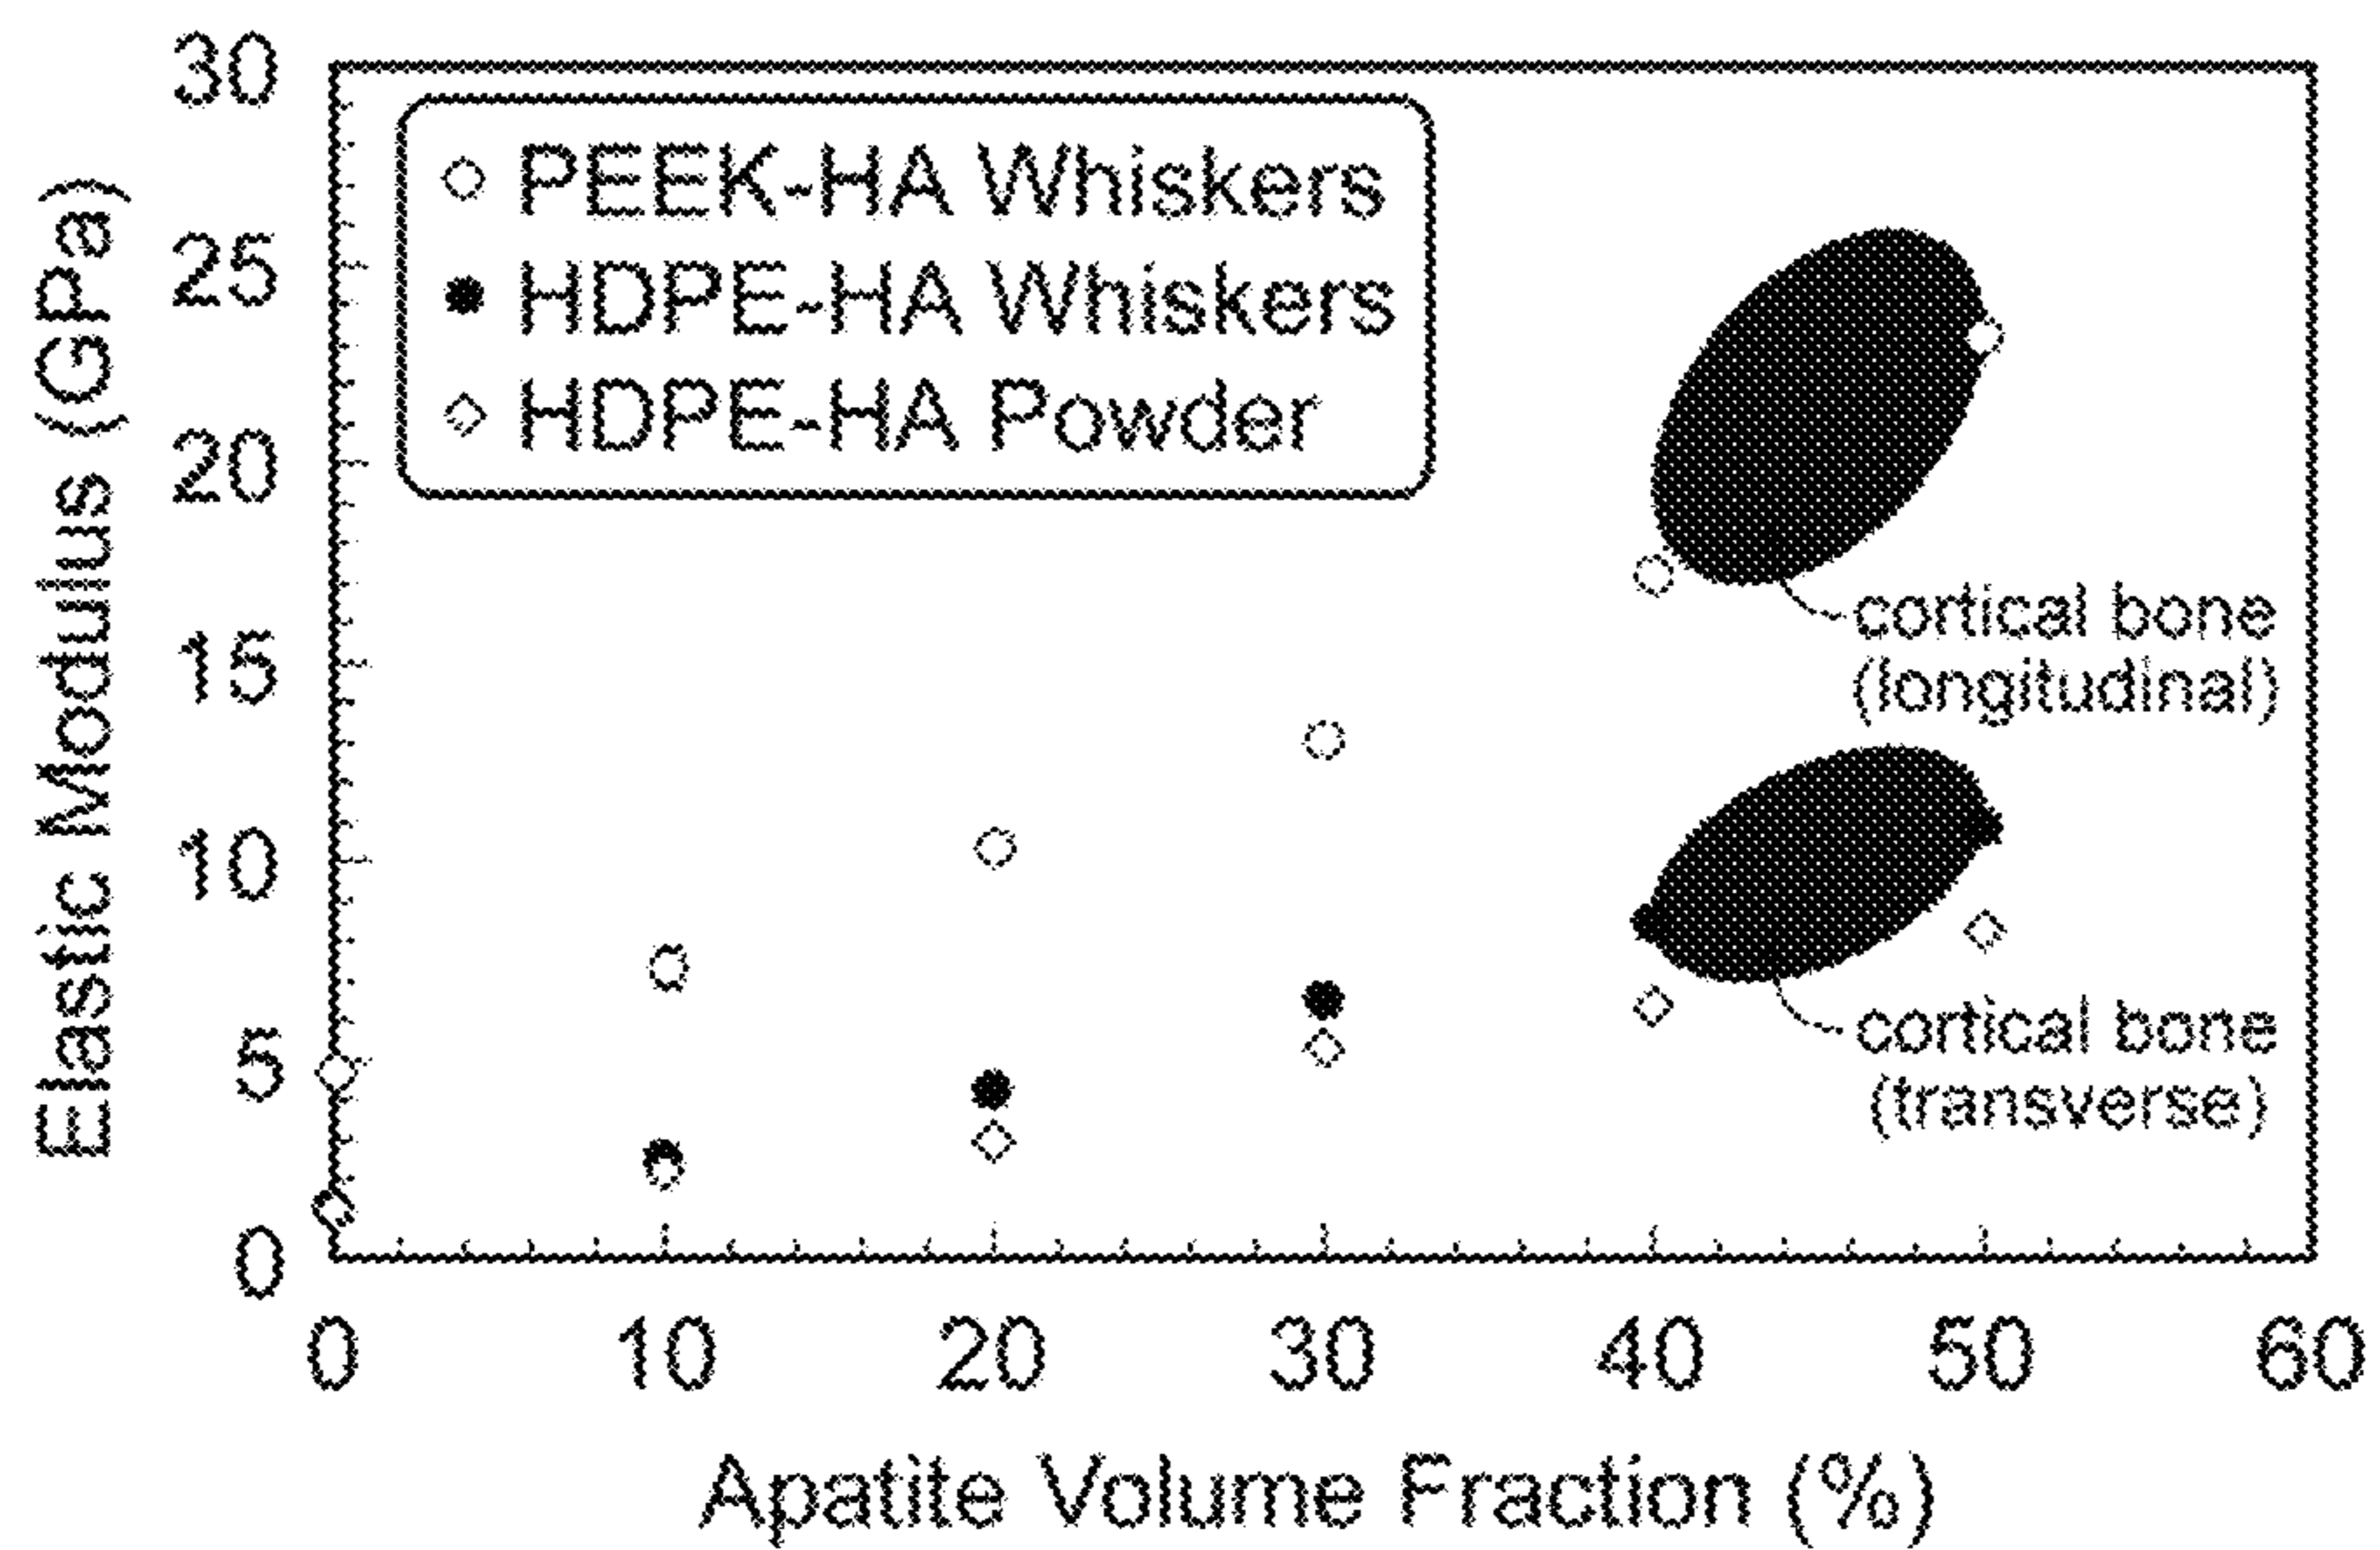 Elastic Modulus (GPa)
30
25
20
15
10
5
0
PEEK-HA Whiskers
HDPE-HA Whiskers
HDPE-HA Powder
cortical bone
(longitudinal)
cortical bone
(transverse)
0 10 20 30 40 50 60
Apatite Volume Fraction (%)